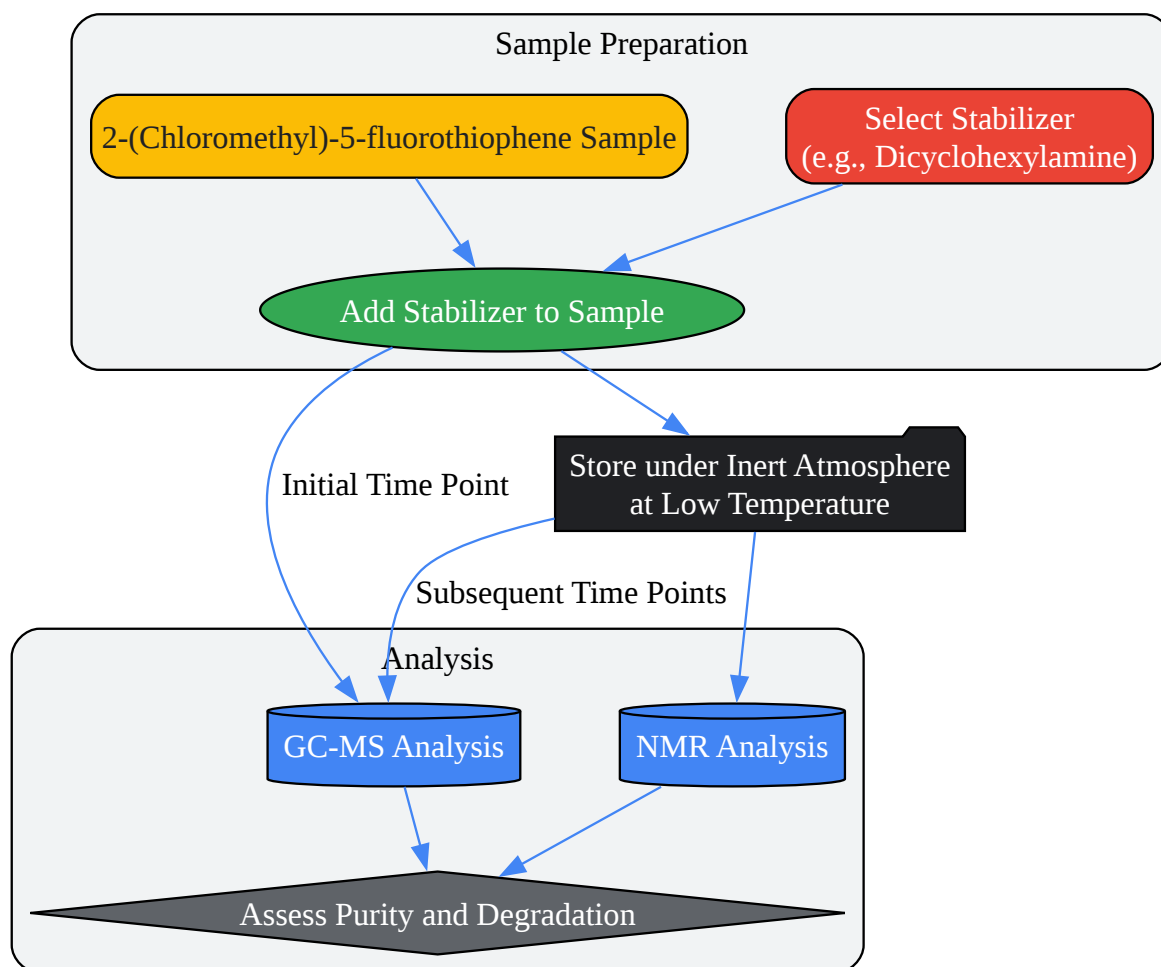 Sample Preparation
2-(Chloromethyl)-5-fluorothiophene Sample
Select Stabilizer
(e.g., Dicyclohexylamine)
Add Stabilizer to Sample
Initial Time Point
Store under Inert Atmosphere
at Low Temperature
Subsequent Time Points
Analysis
GC-MS Analysis
NMR Analysis
Assess Purity and Degradation